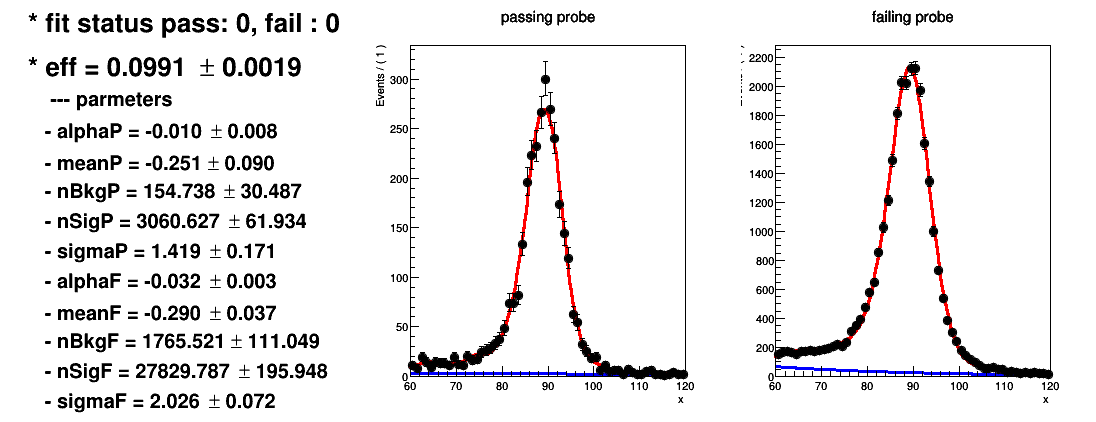 * fit status pass: 0, fail : 0
* eff = 0.0991 ± 0.0019
--- parmeters
- alphaP = -0.010 ± 0.008
- meanP = -0.251 ± 0.090
- nBkgP = 154.738 ± 30.487
- nSigP = 3060.627 ± 61.934
- sigmaP = 1.419 ± 0.171
- alphaF = -0.032 ± 0.003
- meanF = -0.290 ± 0.037
- nBkgF = 1765.521 ± 111.049
- nSigF = 27829.787 ± 195.948
- sigmaF = 2.026 ± 0.072
passing probe
Events / ( 1 )
300
250
200
150
100
50
0
60 70 80 90 100 110 120
x
failing probe
2200
2000
1800
1600
1400
1200
1000
800
600
400
200
0
60 70 80 90 100 110 120
x